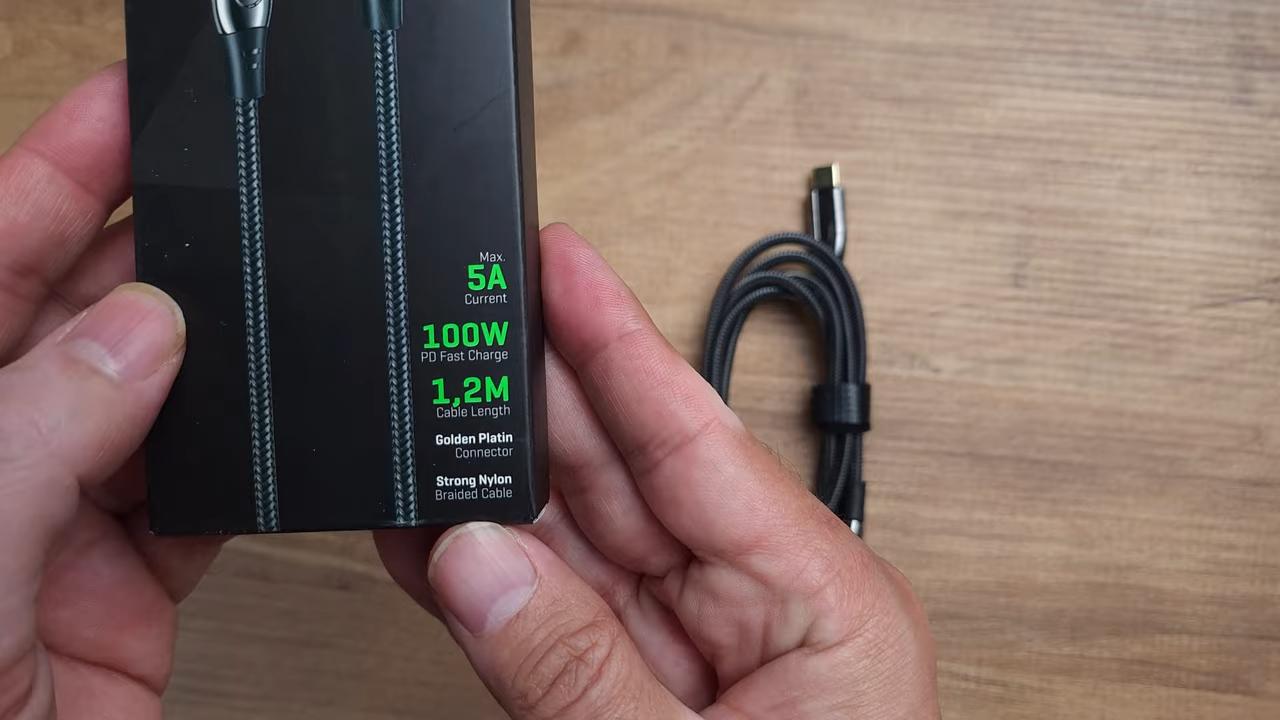 Max.
5A
Current
100W
PD Fast Charge
1,2M
Cable Length
Golden Platin
Connector
Strong Nylon
Braided Cable